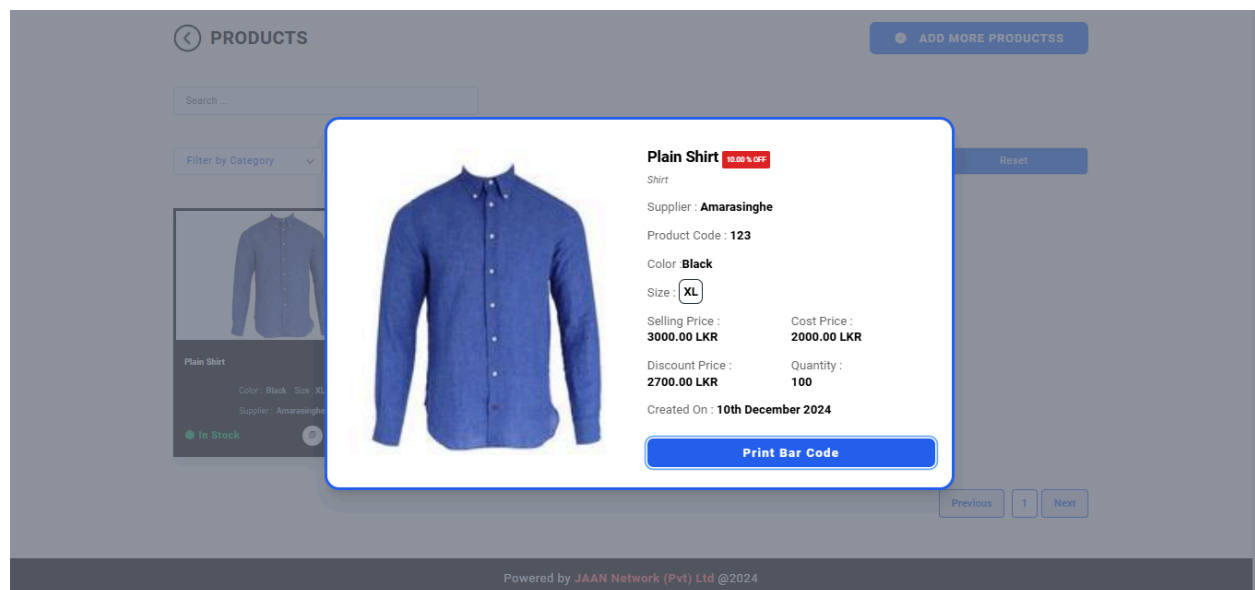 PRODUCTS
ADD MORE PRODUCTSS
Search ...
Filter by Category
Reset
Plain Shirt
Color : Black Size : XL
Supplier : Amarasinghe
In Stock
Plain Shirt 10.00 % OFF
Shirt
Supplier : Amarasinghe
Product Code : 123
Color :Black
Size : XL
Selling Price : Cost Price :
3000.00 LKR 2000.00 LKR
Discount Price : Quantity :
2700.00 LKR 100
Created On : 10th December 2024
Print Bar Code
Previous 1 Next
Powered by JAAN Network (Pvt) Ltd @2024